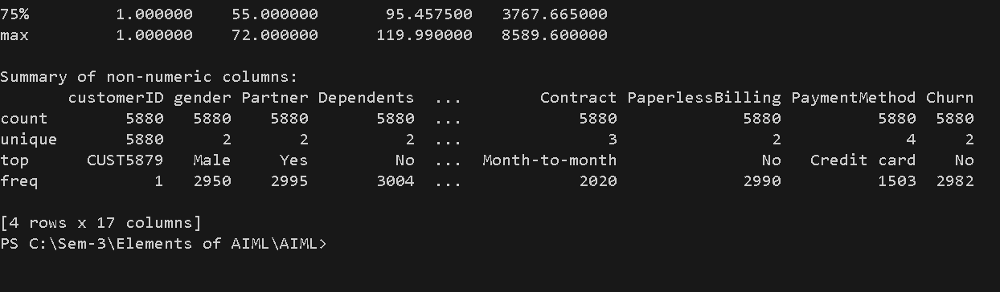 75%         1.000000    55.000000      95.457500   3767.665000
max         1.000000    72.000000     119.990000   8589.600000
Summary of non-numeric columns:
       customerID gender Partner Dependents  ...        Contract PaperlessBilling PaymentMethod Churn
count        5880   5880    5880       5880  ...            5880             5880          5880  5880
unique       5880      2       2          2  ...               3                2             4     2
top      CUST5879   Male     Yes         No  ...  Month-to-month               No   Credit card    No
freq            1   2950    2995       3004  ...            2020             2990          1503  2982
[4 rows x 17 columns]
PS C:\Sem-3\Elements of AIML\AIML>